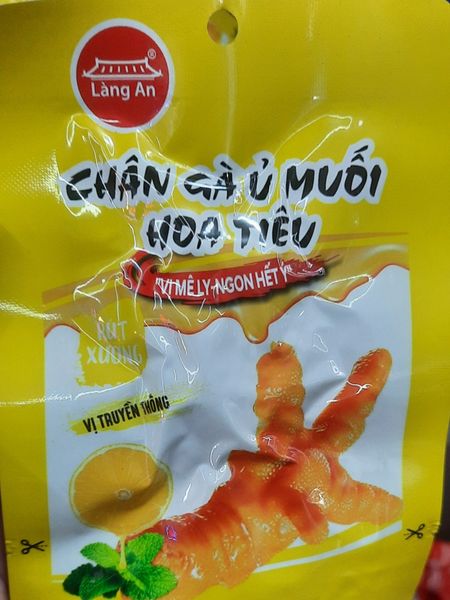 ®
Làng An
CHÂN GÀ Ủ MUỐI
HOA TIÊU
"VỊ MÊ LY-NGON HẾT Ý"
RÚT
XƯƠNG
VỊ TRUYỀN THỐNG